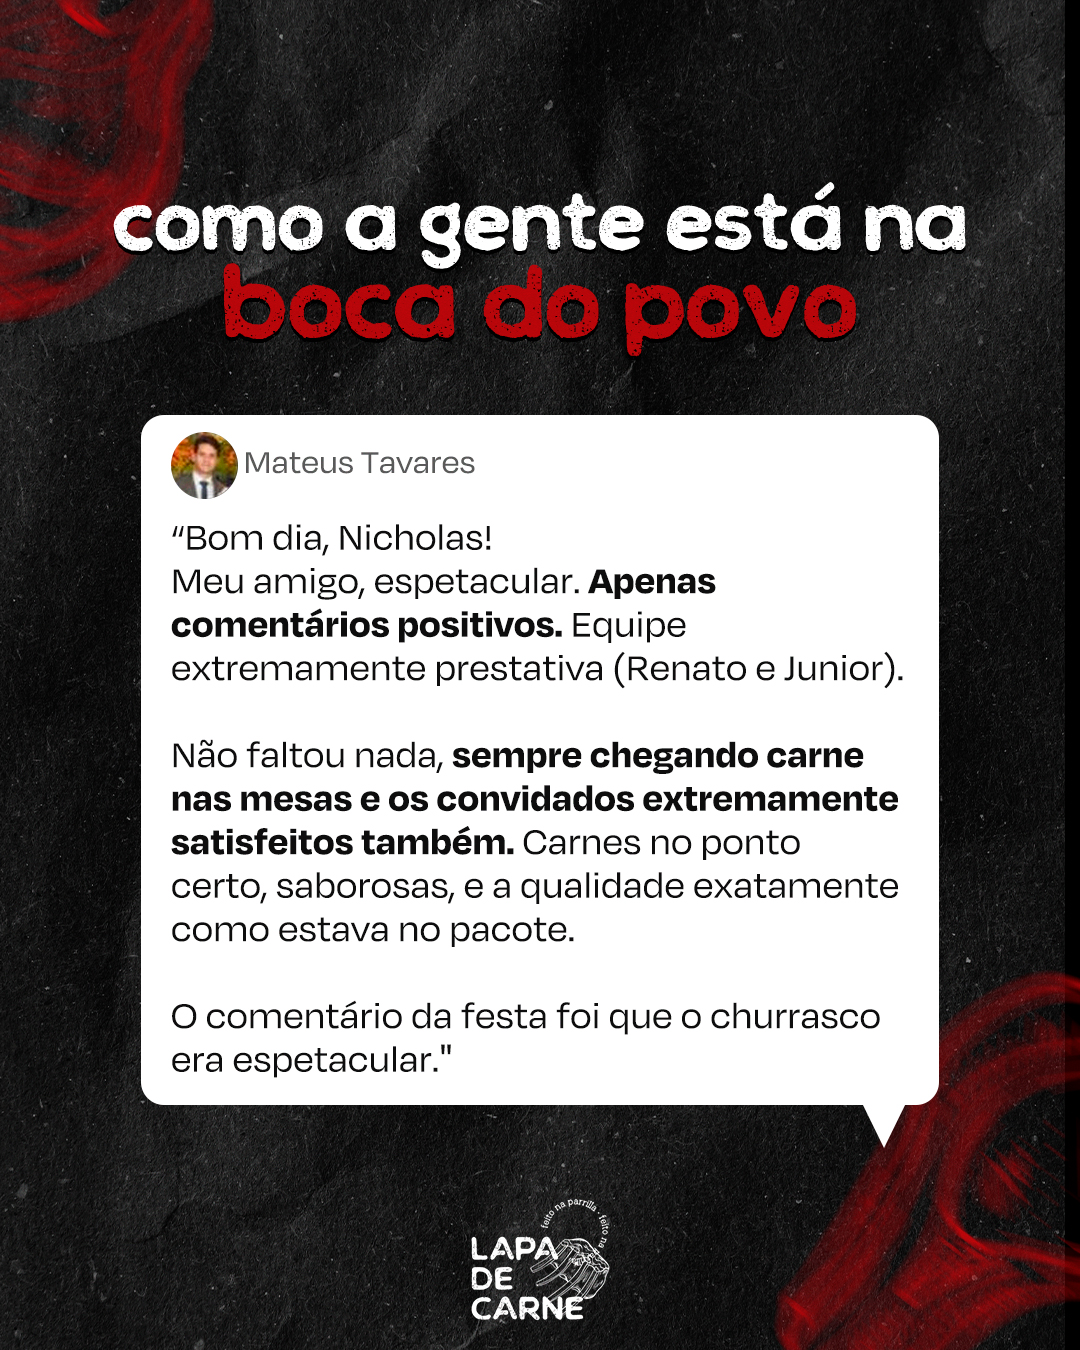 como a gente está na
boca do povo
Mateus Tavares
“Bom dia, Nicholas!
Meu amigo, espetacular. Apenas
comentários positivos. Equipe
extremamente prestativa (Renato e Junior).
Não faltou nada, sempre chegando carne
nas mesas e os convidados extremamente
satisfeitos também. Carnes no ponto
certo, saborosas, e a qualidade exatamente
como estava no pacote.
O comentário da festa foi que o churrasco
era espetacular."
feito na parrilla · feito na
LAPA
DE
CARNE